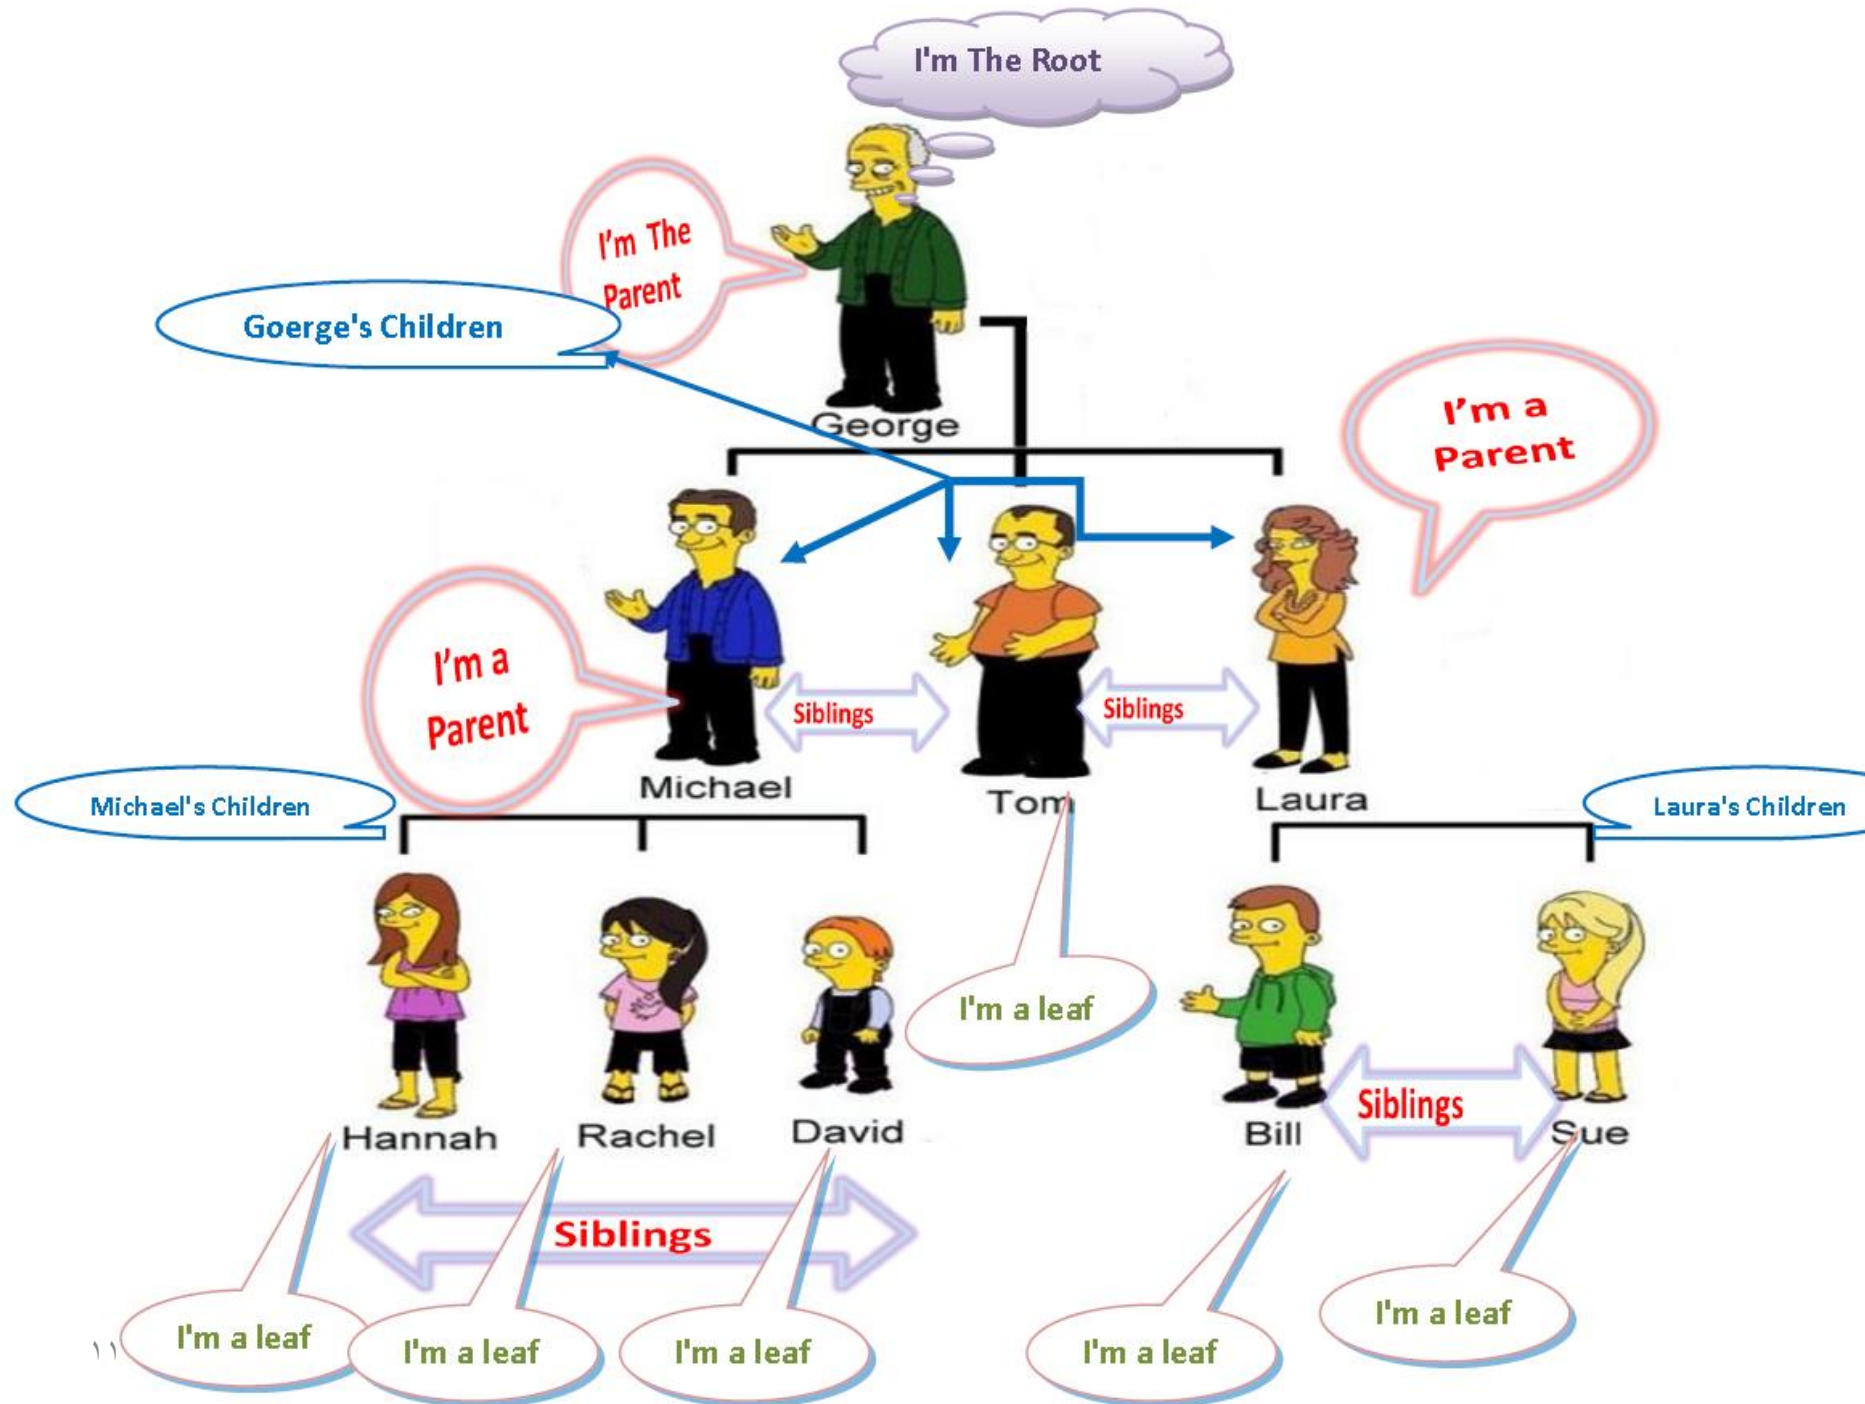 I'm The Root
I'm The
Parent
Goerge's Children
George
I'm a
Parent
I'm a
Parent
Siblings
Siblings
Michael
Tom
Laura
Michael's Children
Laura's Children
I'm a leaf
Siblings
Hannah
Rachel
David
Bill
Sue
Siblings
I'm a leaf
I'm a leaf
I'm a leaf
I'm a leaf
I'm a leaf
١١